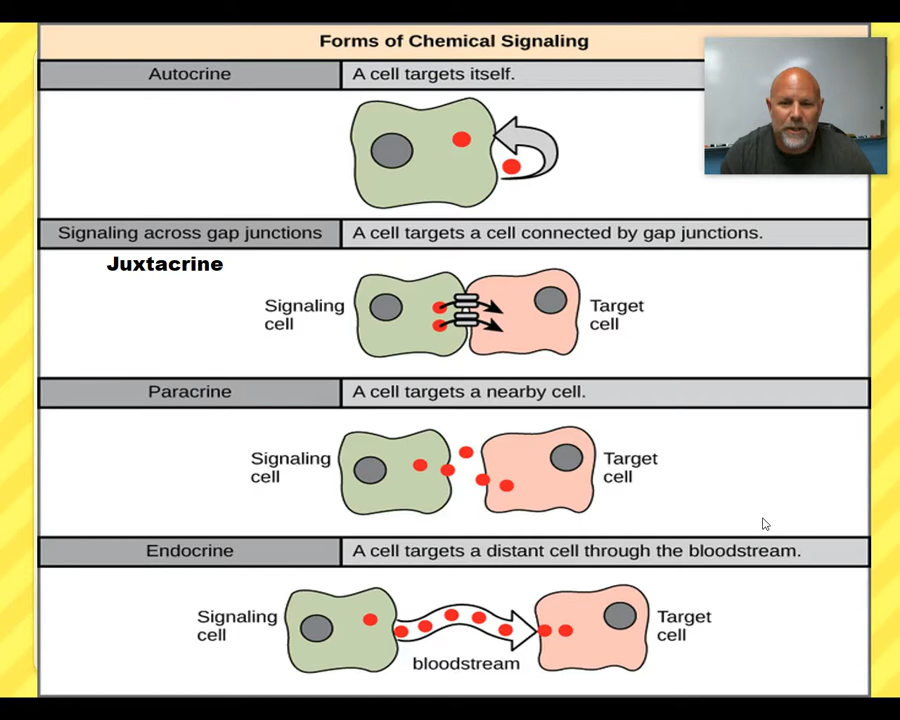 Forms of Chemical Signaling
Autocrine
A cell targets itself.
Signaling across gap junctions
A cell targets a cell connected by gap junctions.
Juxtacrine
Signaling
cell
Target
cell
Paracrine
A cell targets a nearby cell.
Signaling
cell
Target
cell
Endocrine
A cell targets a distant cell through the bloodstream.
Signaling
cell
bloodstream
Target
cell